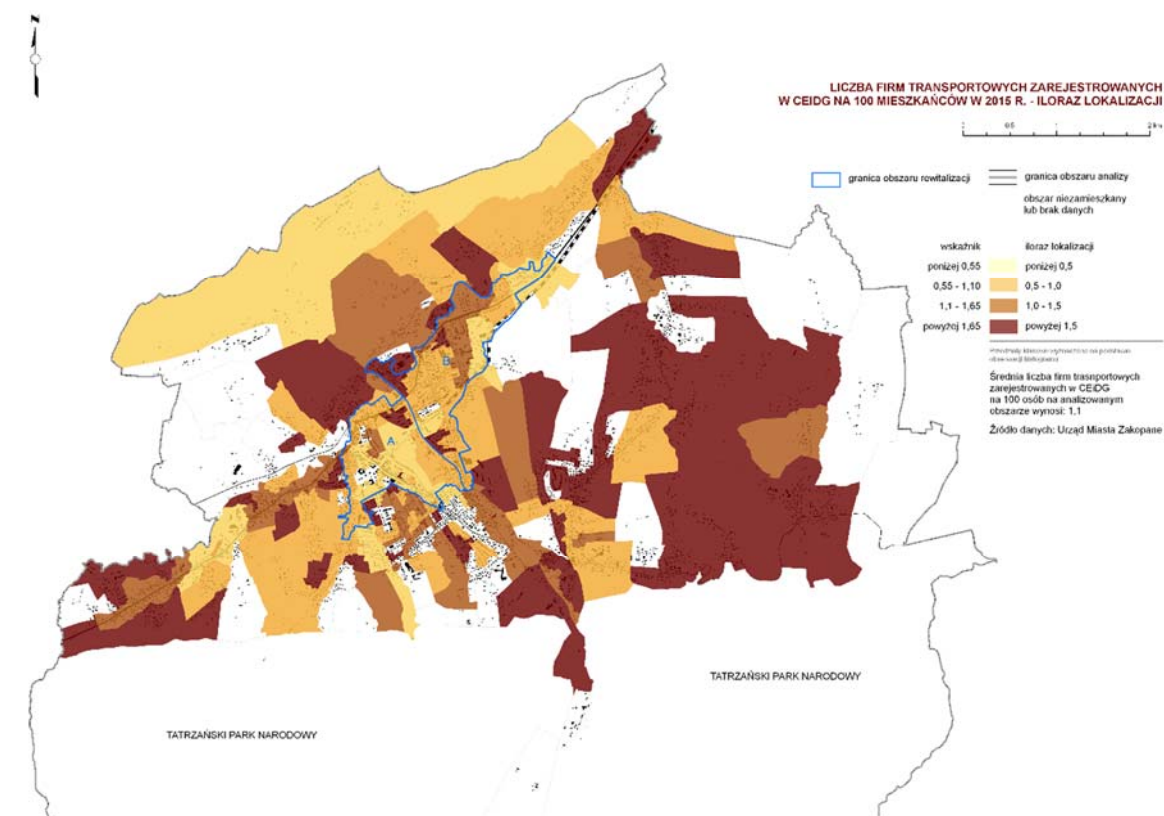 N
LICZBA FIRM TRANSPORTOWYCH ZAREJESTROWANYCH
W CEIDG NA 100 MIESZKAŃCÓW W 2015 R. - ILORAZ LOKALIZACJI
granica obszaru rewitalizacji
granica obszaru analizy
obszar niezamieszkany
lub brak danych
wskaźnik iloraz lokalizacji
poniżej 0,55 poniżej 0,5
0,55 - 1,10 0,5 - 1,0
1,1 - 1,65 1,0 - 1,5
powyżej 1,65 powyżej 1,5
Średnia liczba firm trasnportowych
zarejestrowanych w CEiDG
na 100 osób na analizowanym
obszarze wynosi: 1,1
Źródło danych: Urząd Miasta Zakopane
B
A
TATRZAŃSKI PARK NARODOWY
TATRZAŃSKI PARK NARODOWY